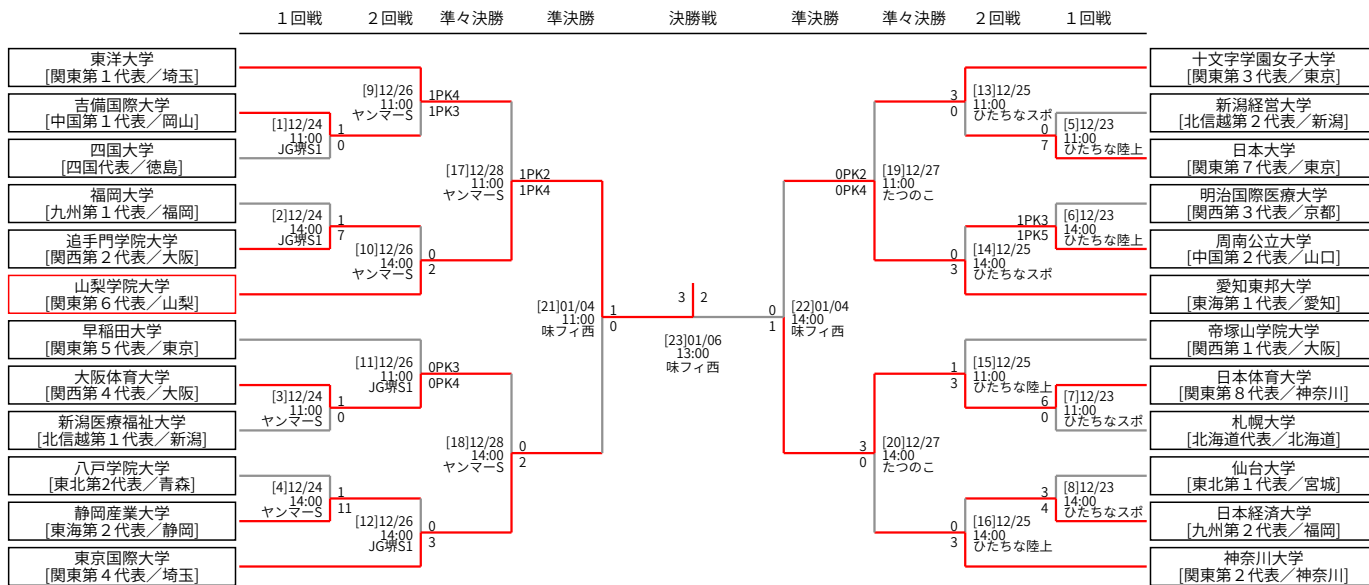 １回戦
２回戦
準々決勝
準決勝
決勝戦
準決勝
準々決勝
２回戦
１回戦
東洋大学
[関東第１代表／埼玉]
吉備国際大学
[中国第１代表／岡山]
四国大学
[四国代表／徳島]
福岡大学
[九州第１代表／福岡]
追手門学院大学
[関西第２代表／大阪]
山梨学院大学
[関東第６代表／山梨]
早稲田大学
[関東第５代表／東京]
大阪体育大学
[関西第４代表／大阪]
新潟医療福祉大学
[北信越第１代表／新潟]
八戸学院大学
[東北第2代表／青森]
静岡産業大学
[東海第２代表／静岡]
東京国際大学
[関東第４代表／埼玉]
[1]12/24
11:00
JG堺S1
1
0
[2]12/24
14:00
JG堺S1
1
7
[3]12/24
11:00
ヤンマーS
1
0
[4]12/24
14:00
ヤンマーS
1
11
[9]12/26
11:00
ヤンマーS
1PK4
1PK3
[10]12/26
14:00
ヤンマーS
0
2
[11]12/26
11:00
JG堺S1
0PK3
0PK4
[12]12/26
14:00
JG堺S1
0
3
[17]12/28
11:00
ヤンマーS
1PK2
1PK4
[18]12/28
14:00
ヤンマーS
0
2
[21]01/04
11:00
味フィ西
1
0
3
2
[23]01/06
13:00
味フィ西
0
1
[22]01/04
14:00
味フィ西
0PK2
0PK4
[19]12/27
11:00
たつのこ
3
0
[20]12/27
14:00
たつのこ
3
0
[13]12/25
11:00
ひたちなスポ
0
3
[14]12/25
14:00
ひたちなスポ
1
3
[15]12/25
11:00
ひたちな陸上
0
3
[16]12/25
14:00
ひたちな陸上
0
7
[5]12/23
11:00
ひたちな陸上
1PK3
1PK5
[6]12/23
14:00
ひたちな陸上
6
0
[7]12/23
11:00
ひたちなスポ
3
4
[8]12/23
14:00
ひたちなスポ
十文字学園女子大学
[関東第３代表／東京]
新潟経営大学
[北信越第２代表／新潟]
日本大学
[関東第７代表／東京]
明治国際医療大学
[関西第３代表／京都]
周南公立大学
[中国第２代表／山口]
愛知東邦大学
[東海第１代表／愛知]
帝塚山学院大学
[関西第１代表／大阪]
日本体育大学
[関東第８代表／神奈川]
札幌大学
[北海道代表／北海道]
仙台大学
[東北第１代表／宮城]
日本経済大学
[九州第２代表／福岡]
神奈川大学
[関東第２代表／神奈川]